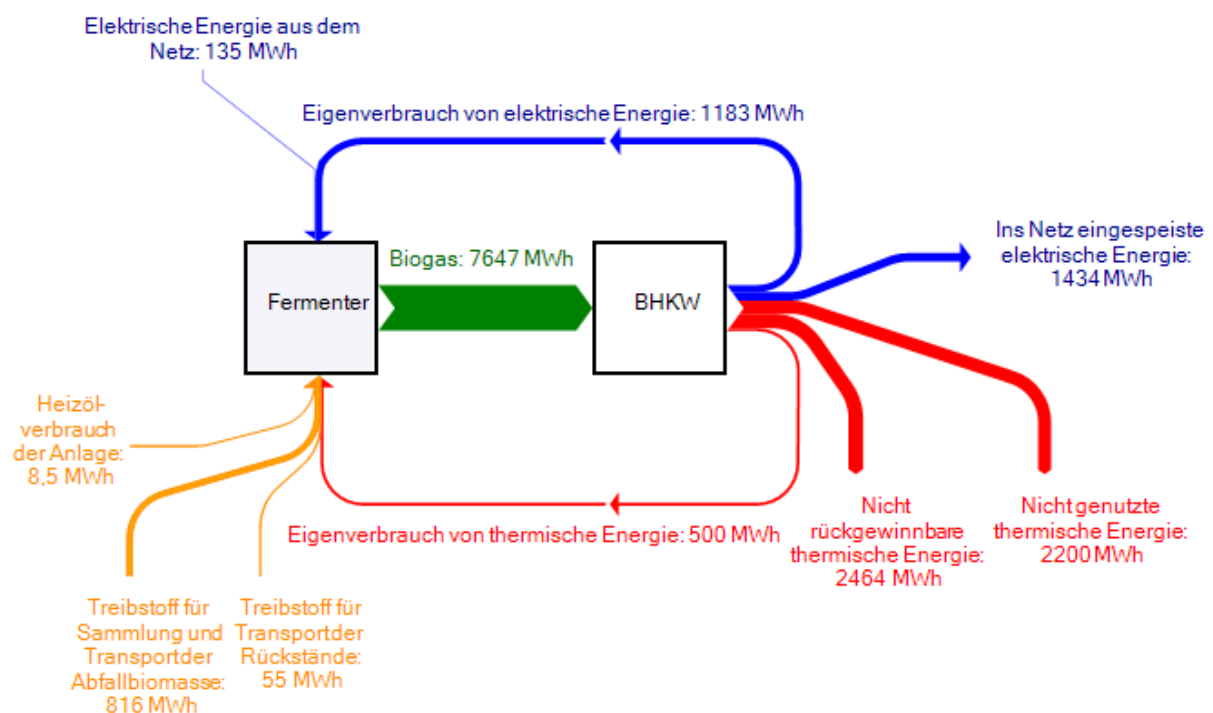 Elektrische Energie aus dem
Netz: 135 MWh
Eigenverbrauch von elektrische Energie: 1183 MWh
Ins Netz eingespeiste
elektrische Energie:
1434 MWh
Biogas: 7647 MWh
Fermenter
BHKW
Heizöl-
verbrauch
der Anlage:
8,5 MWh
Eigenverbrauch von thermische Energie: 500 MWh
Nicht
rückgewinnbare
thermische Energie:
2464 MWh
Nicht genutzte
thermische Energie:
2200 MWh
Treibstoff für
Sammlung und
Transportder
Abfallbiomasse:
816 MWh
Treibstoff für
Transportder
Rückstände:
55 MWh